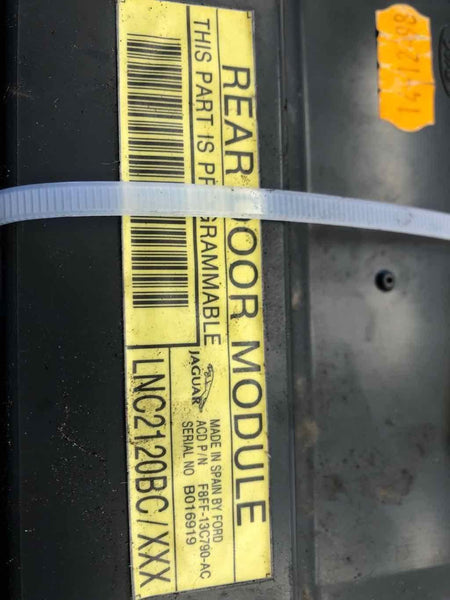 REAR DOOR MODULE
THIS PART IS PROGRAMMABLE
JAGUAR
MADE IN SPAIN BY FORD
ACD P/N F8FF-13C790-AC
SERIAL NO B016919
LNC2120BC/XXX